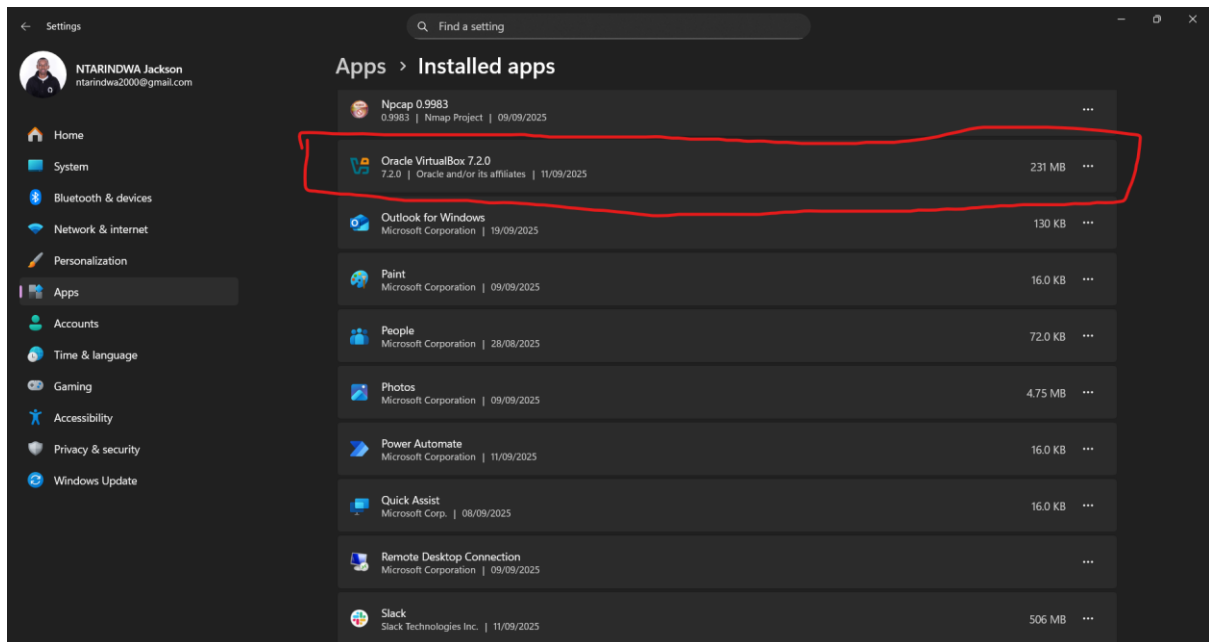 Settings
Find a setting
NTARINDWA Jackson
ntarindwa2000@gmail.com
Home
System
Bluetooth & devices
Network & internet
Personalization
Apps
Accounts
Time & language
Gaming
Accessibility
Privacy & security
Windows Update
Apps > Installed apps
Npcap 0.9983
0.9983 | Nmap Project | 09/09/2025
Oracle VirtualBox 7.2.0
7.2.0 | Oracle and/or its affiliates | 11/09/2025
231 MB
Outlook for Windows
Microsoft Corporation | 19/09/2025
130 KB
Paint
Microsoft Corporation | 09/09/2025
16.0 KB
People
Microsoft Corporation | 28/08/2025
72.0 KB
Photos
Microsoft Corporation | 09/09/2025
4.75 MB
Power Automate
Microsoft Corporation | 11/09/2025
16.0 KB
Quick Assist
Microsoft Corp. | 08/09/2025
16.0 KB
Remote Desktop Connection
Microsoft Corporation | 09/09/2025
Slack
Slack Technologies Inc. | 11/09/2025
506 MB